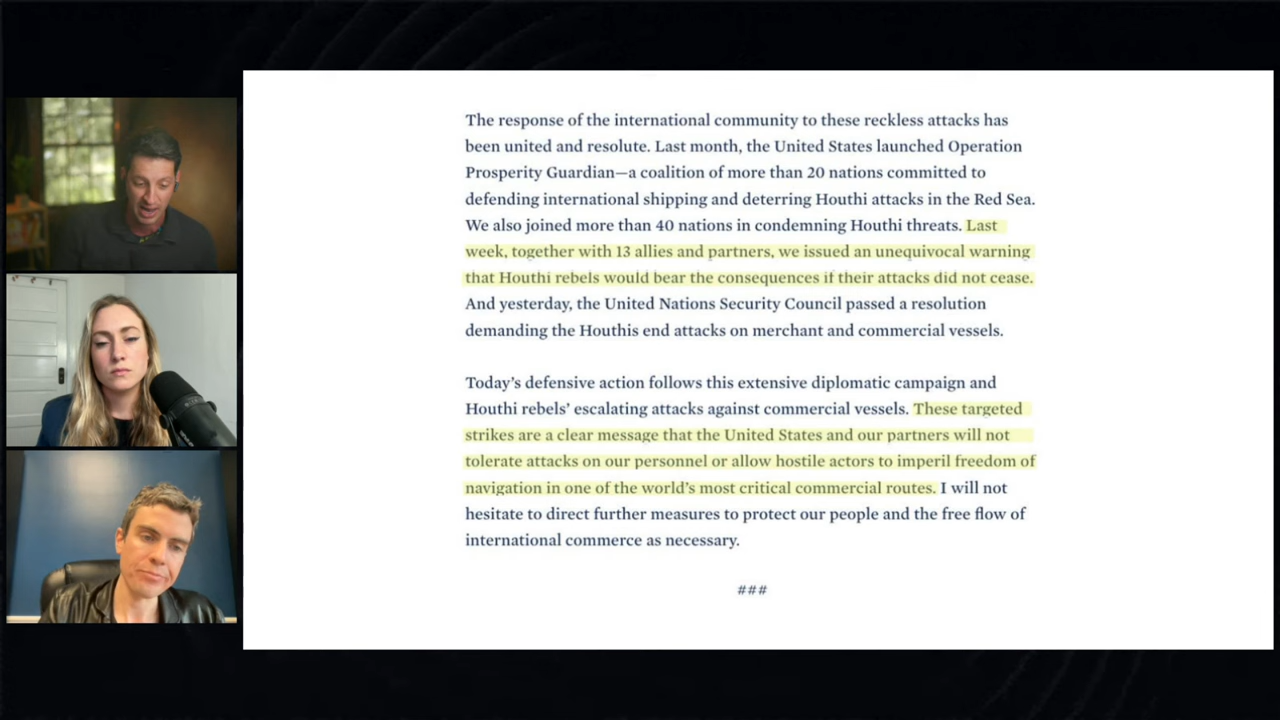 The response of the international community to these reckless attacks has
been united and resolute. Last month, the United States launched Operation
Prosperity Guardian—a coalition of more than 20 nations committed to
defending international shipping and deterring Houthi attacks in the Red Sea.
We also joined more than 40 nations in condemning Houthi threats. Last
week, together with 13 allies and partners, we issued an unequivocal warning
that Houthi rebels would bear the consequences if their attacks did not cease.
And yesterday, the United Nations Security Council passed a resolution
demanding the Houthis end attacks on merchant and commercial vessels.
Today’s defensive action follows this extensive diplomatic campaign and
Houthi rebels’ escalating attacks against commercial vessels. These targeted
strikes are a clear message that the United States and our partners will not
tolerate attacks on our personnel or allow hostile actors to imperil freedom of
navigation in one of the world’s most critical commercial routes. I will not
hesitate to direct further measures to protect our people and the free flow of
international commerce as necessary.
###